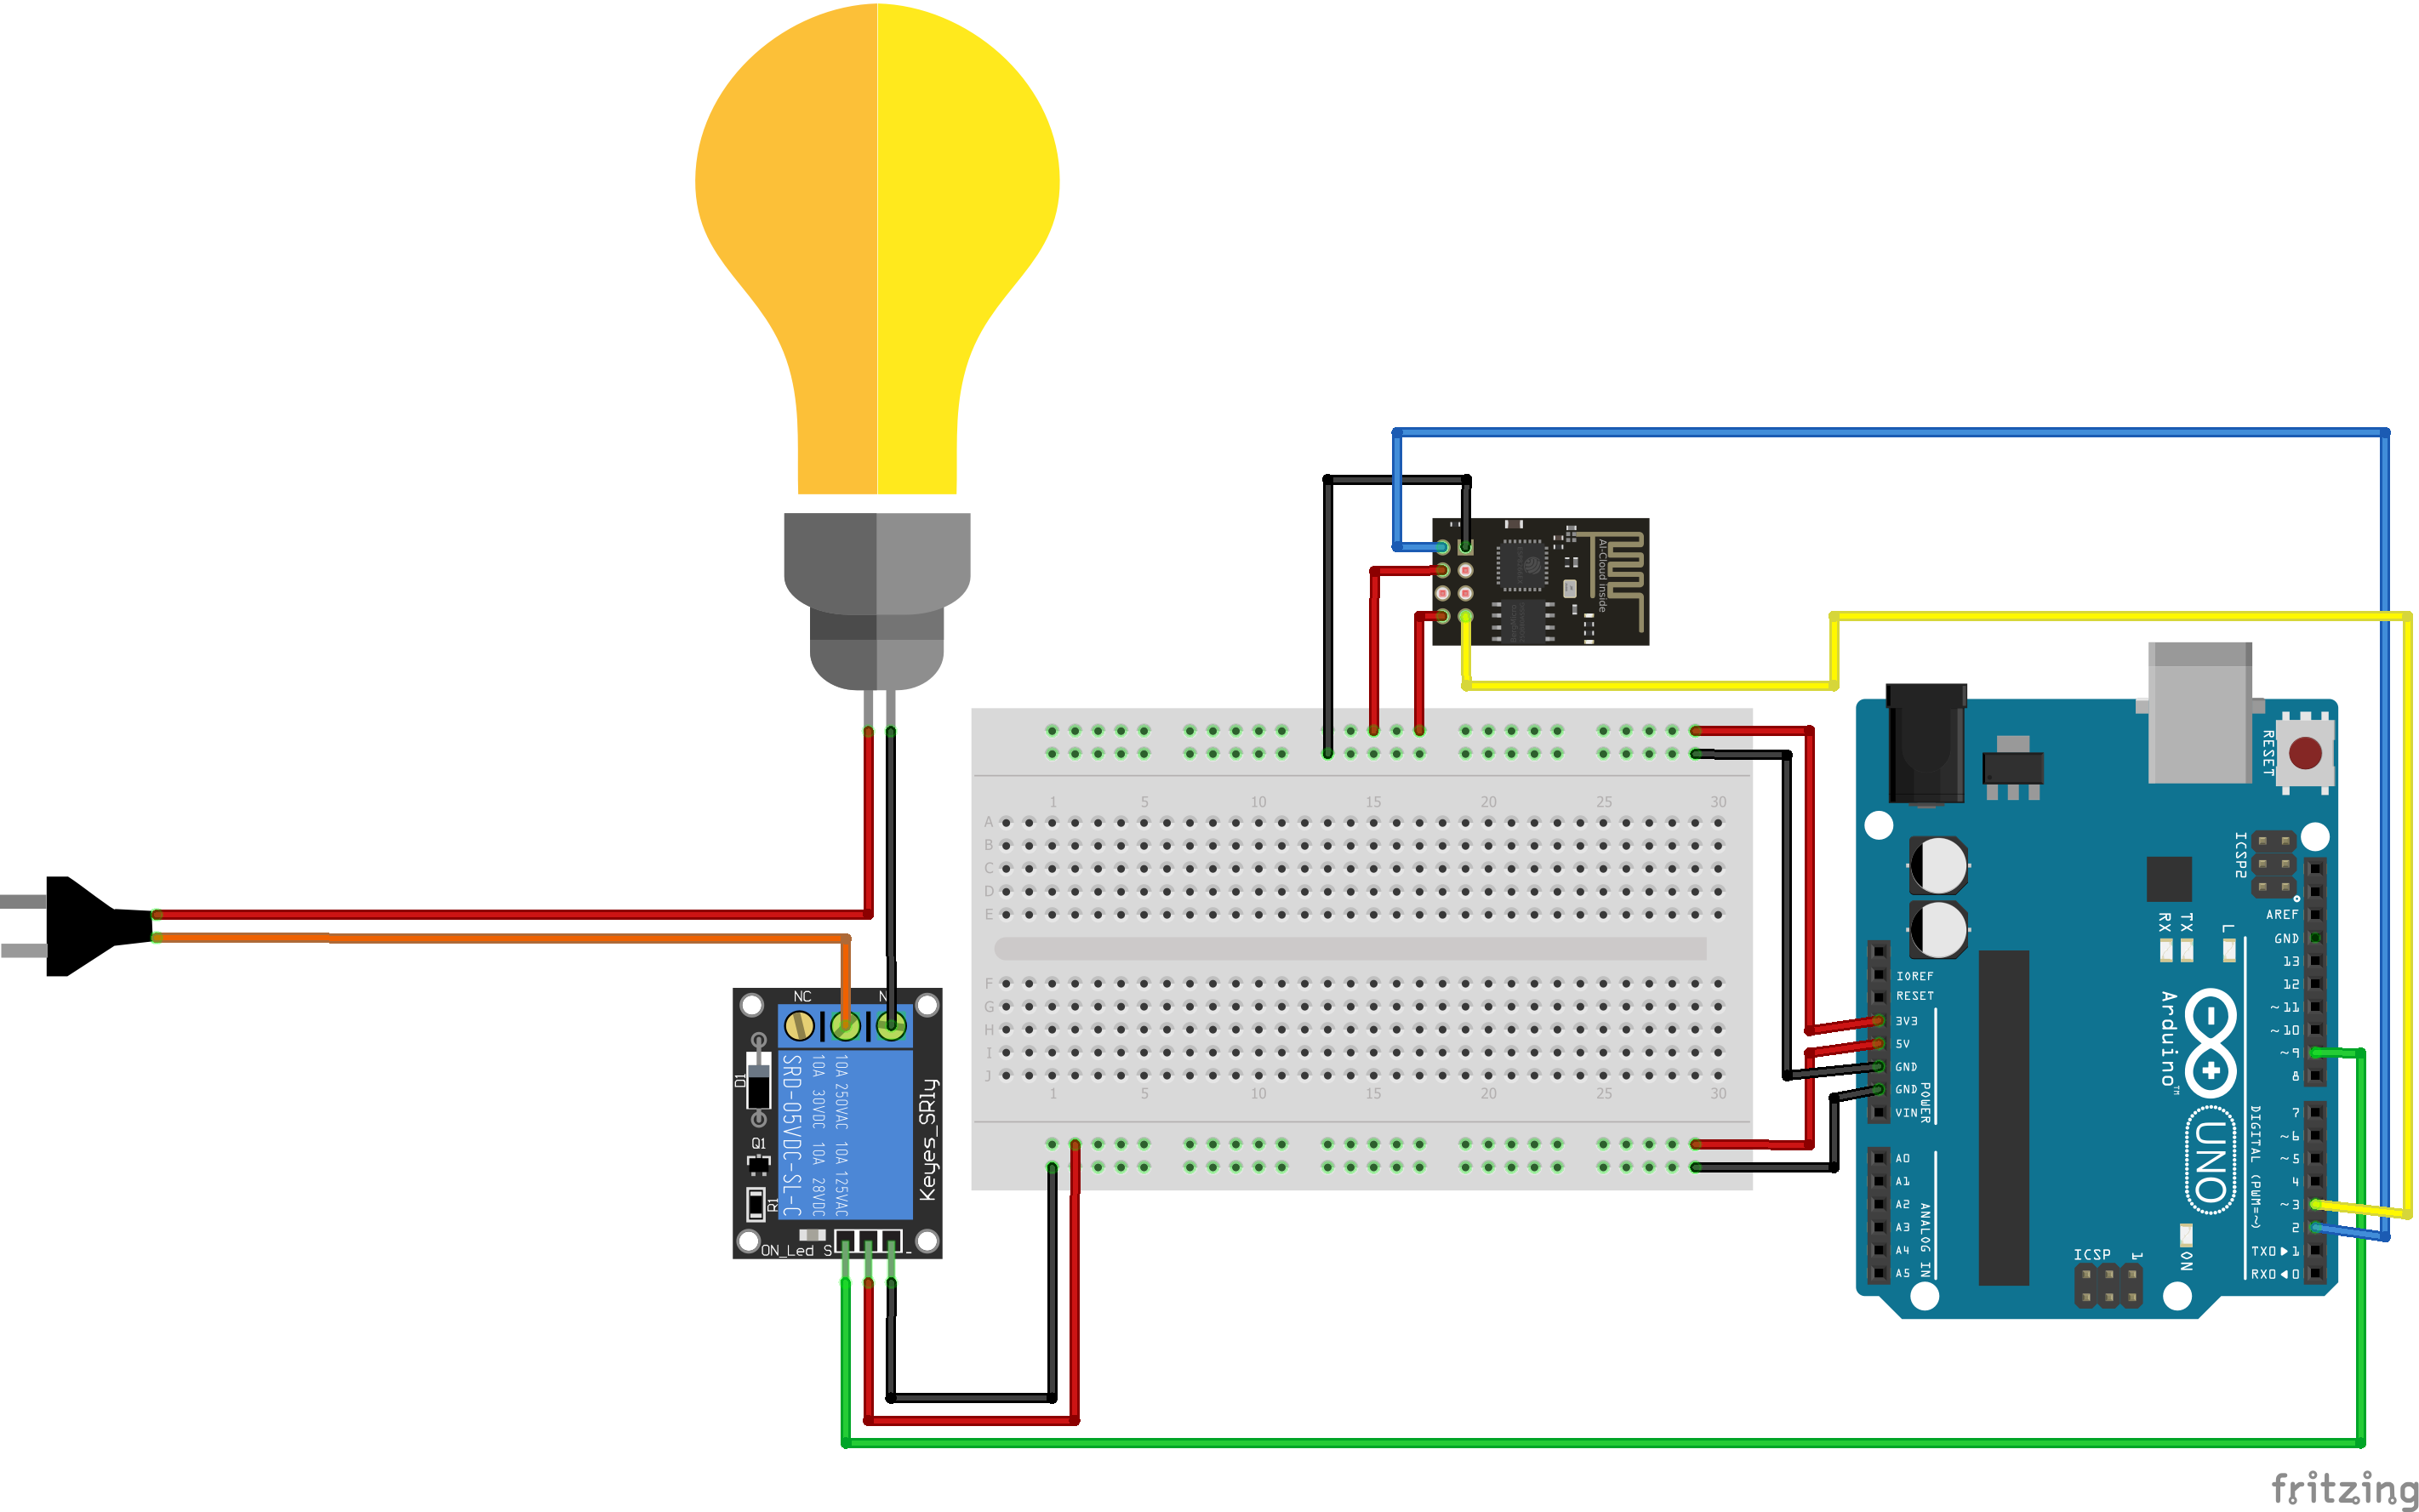 AI-Cloud inside
1 5 10 15 20 25 30
A
B
C
D
E
F
G
H
I
J
1 5 10 15 20 25 30
NC
D1
Q1
R1
SRD-05VDC-SL-C
10A 30VDC 10A 28VDC
10A 250VAC 10A 125VAC
Keyes_SRly
ON_Led S
-
RESET
ICSP2
IOREF
RESET
3V3
5V
GND
GND
VIN
POWER
A0
A1
A2
A3
A4
A5
ANALOG IN
RX
TX
L
Arduino™
UNO
AREF
GND
13
12
~11
~10
~9
8
7
~6
~5
4
~3
2
TX0▶1
RX0◀0
DIGITAL (PWM=~)
ICSP
1
ON
fritzing